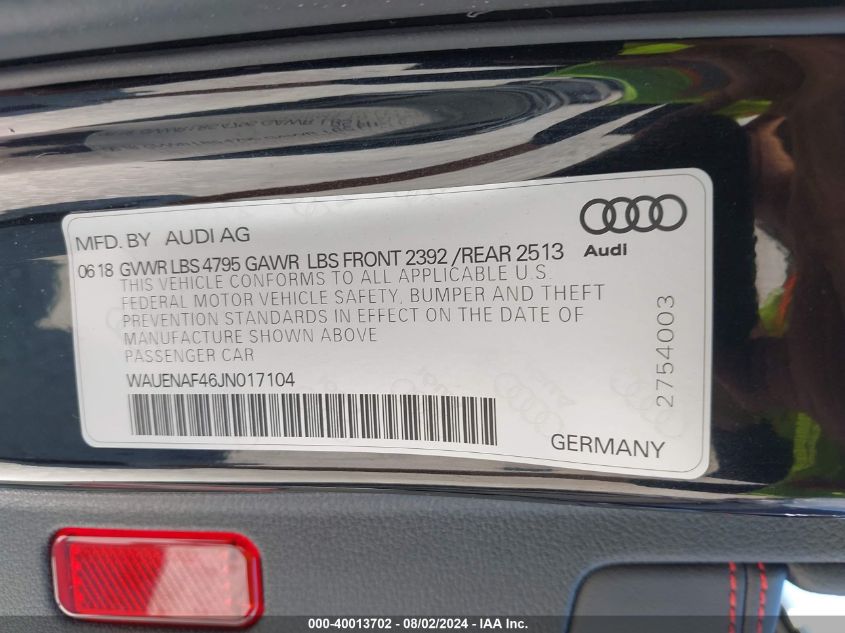 MFD. BY AUDI AG
Audi
06 18 GVWR LBS 4795 GAWR LBS FRONT 2392 /REAR 2513
THIS VEHICLE CONFORMS TO ALL APPLICABLE U.S.
FEDERAL MOTOR VEHICLE SAFETY, BUMPER AND THEFT
PREVENTION STANDARDS IN EFFECT ON THE DATE OF
MANUFACTURE SHOWN ABOVE
PASSENGER CAR
WAUENAF46JN017104
2754003
GERMANY
000-40013702 - 08/02/2024 - IAA Inc.